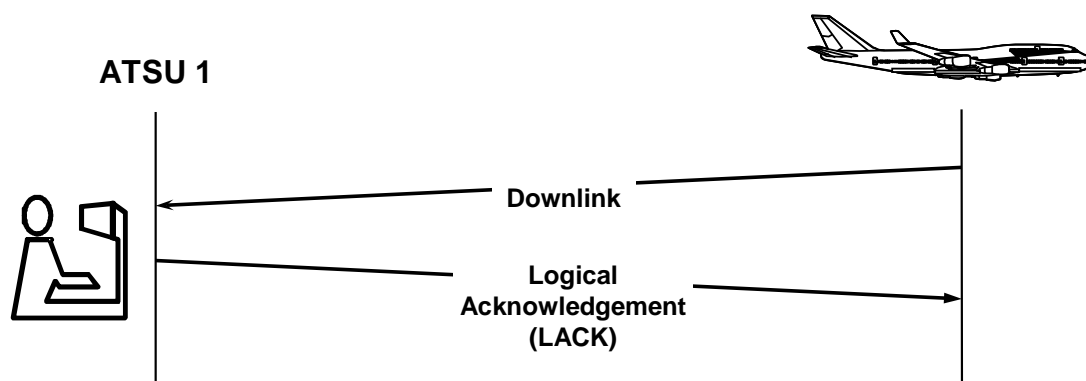 ATSU 1
Downlink
Logical
Acknowledgement
(LACK)